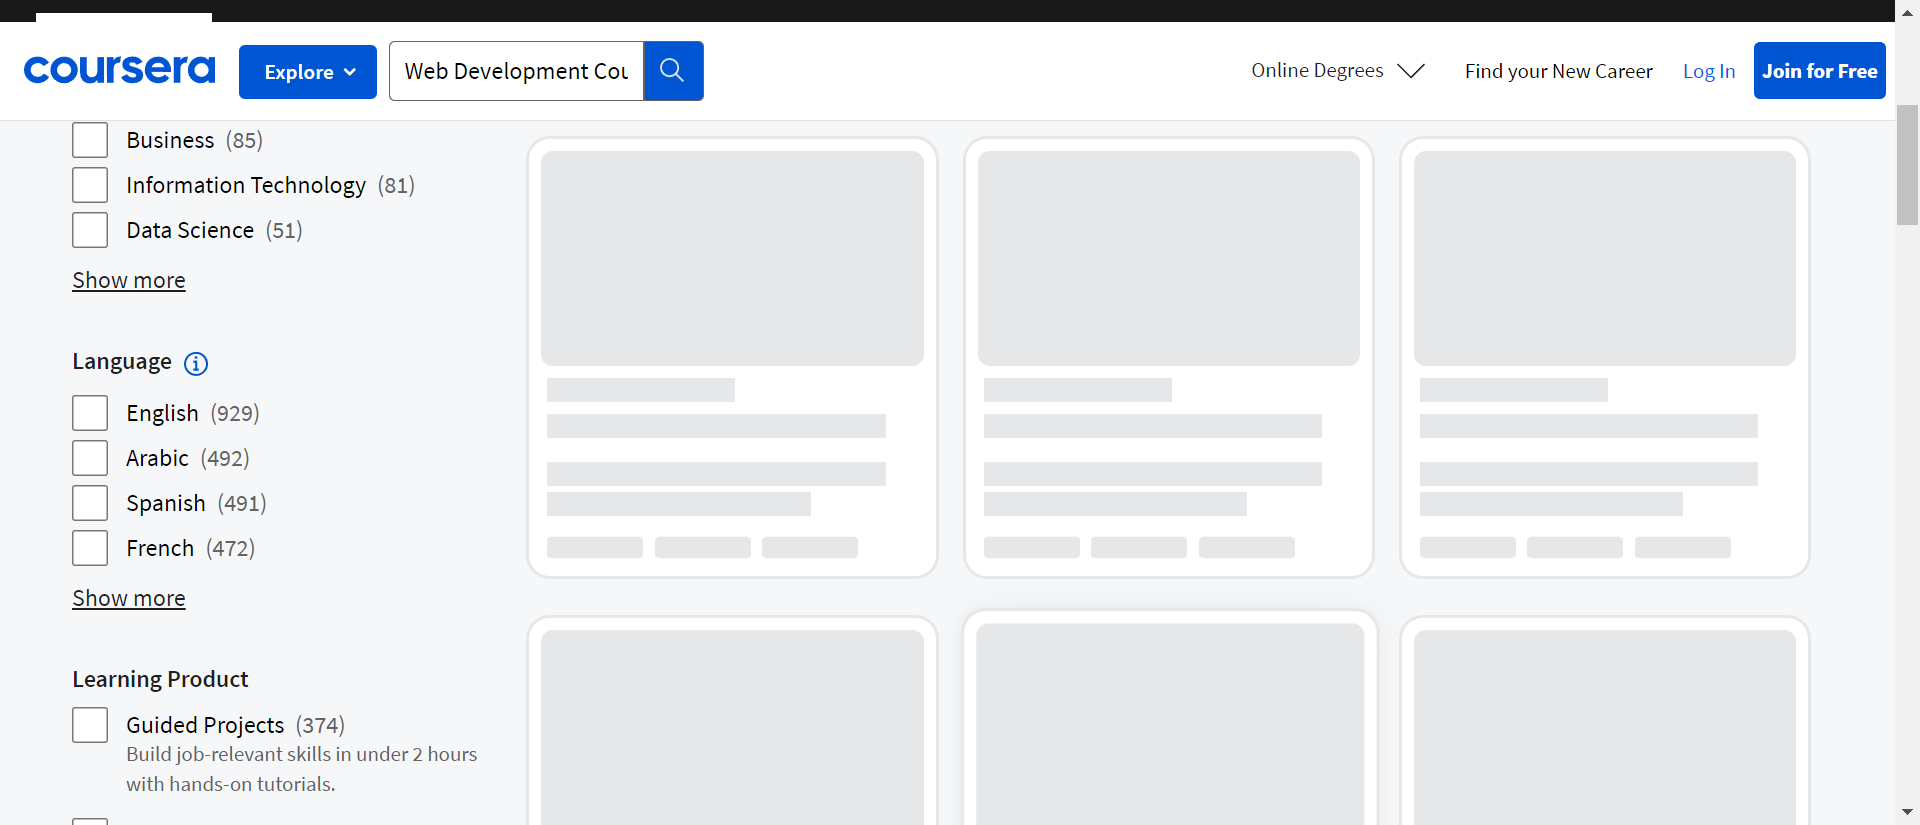 coursera
Explore
Web Development Cou
Online Degrees
Find your New Career
Log In
Join for Free
Business (85)
Information Technology (81)
Data Science (51)
Show more
Language
English (929)
Arabic (492)
Spanish (491)
French (472)
Show more
Learning Product
Guided Projects (374)
Build job-relevant skills in under 2 hours
with hands-on tutorials.